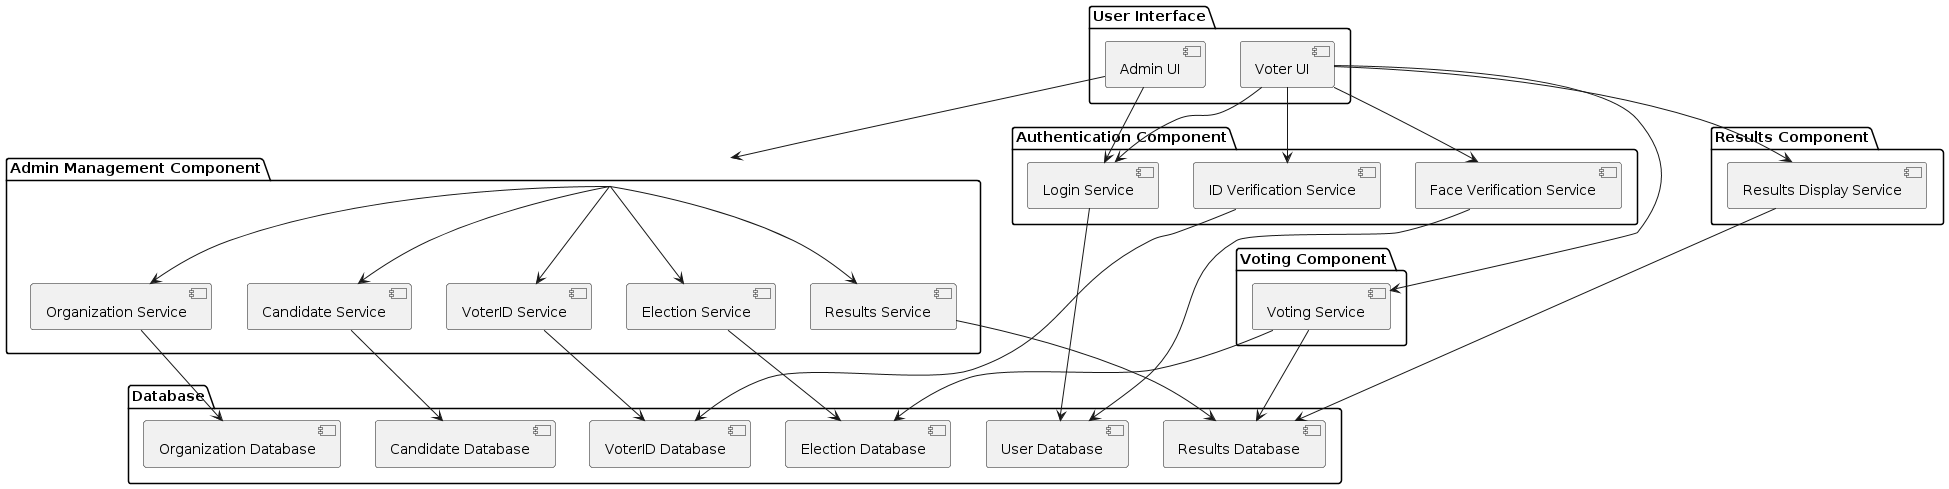 User Interface
Admin UI
Voter UI
Authentication Component
Results Component
Admin Management Component
Login Service
ID Verification Service
Face Verification Service
Results Display Service
Voting Component
Organization Service
Candidate Service
VoterID Service
Election Service
Results Service
Voting Service
Database
Organization Database
Candidate Database
VoterID Database
Election Database
User Database
Results Database